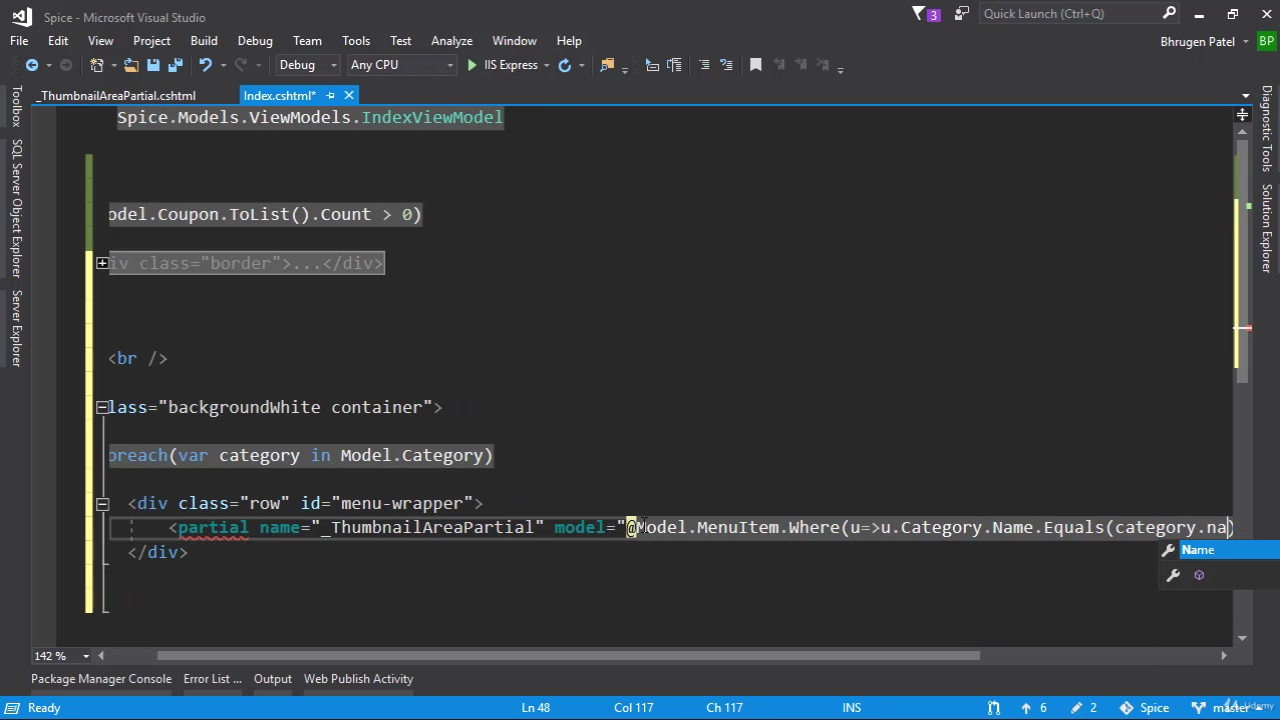 Spice - Microsoft Visual Studio
3
Quick Launch (Ctrl+Q)
File Edit View Project Build Debug Team Tools Test Analyze Window Help
Bhrugen Patel
BP
Debug
Any CPU
IIS Express
_ThumbnailAreaPartial.cshtml
Index.cshtml*
Toolbox
SQL Server Object Explorer
Server Explorer
Diagnostic Tools
Solution Explorer
Spice.Models.ViewModels.IndexViewModel
odel.Coupon.ToList().Count > 0)
iv class="border">...</div>
<br />
lass="backgroundWhite container">
oreach(var category in Model.Category)
<div class="row" id="menu-wrapper">
<partial name="_ThumbnailAreaPartial" model="@Model.MenuItem.Where(u=>u.Category.Name.Equals(category.na)
Name
</div>
142 %
Package Manager Console
Error List ...
Output
Web Publish Activity
Ready
Ln 48
Col 117
Ch 117
INS
6
2
Spice
master
Udemy